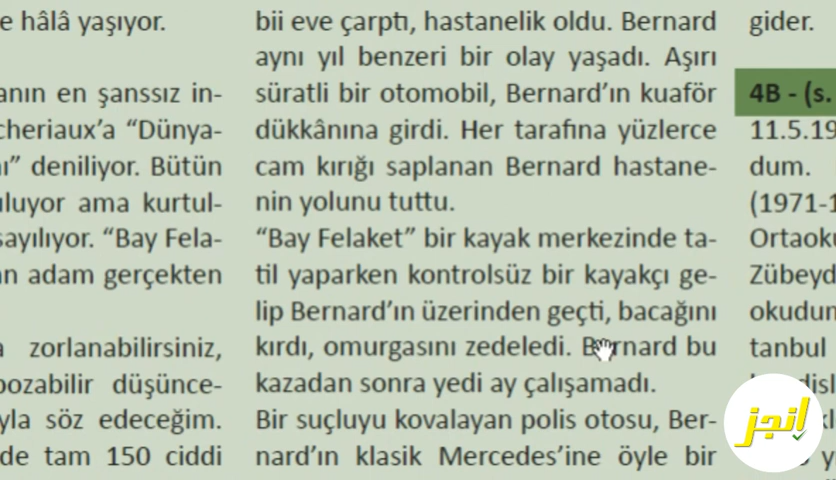 e hâlâ yaşıyor.
anın en şanssız in-
cheriaux'a "Dünya-
ı" deniliyor. Bütün
uluyor ama kurtul-
sayılıyor. "Bay Fela-
an adam gerçekten
a zorlanabilirsiniz,
bozabilir düşünce-
yla söz edeceğim.
de tam 150 ciddi
bii eve çarptı, hastanelik oldu. Bernard
aynı yıl benzeri bir olay yaşadı. Aşırı
süratli bir otomobil, Bernard'ın kuaför
dükkânına girdi. Her tarafına yüzlerce
cam kırığı saplanan Bernard hastane-
nin yolunu tuttu.
"Bay Felaket" bir kayak merkezinde ta-
til yaparken kontrolsüz bir kayakçı ge-
lip Bernard'ın üzerinden geçti, bacağını
kırdı, omurgasını zedeledi. Bernard bu
kazadan sonra yedi ay çalışamadı.
Bir suçluyu kovalayan polis otosu, Ber-
nard'ın klasik Mercedes'ine öyle bir
gider.
4B - (s.
11.5.19
dum.
(1971-1
Ortaoku
Zübeyd
okudum
tanbul
انجز